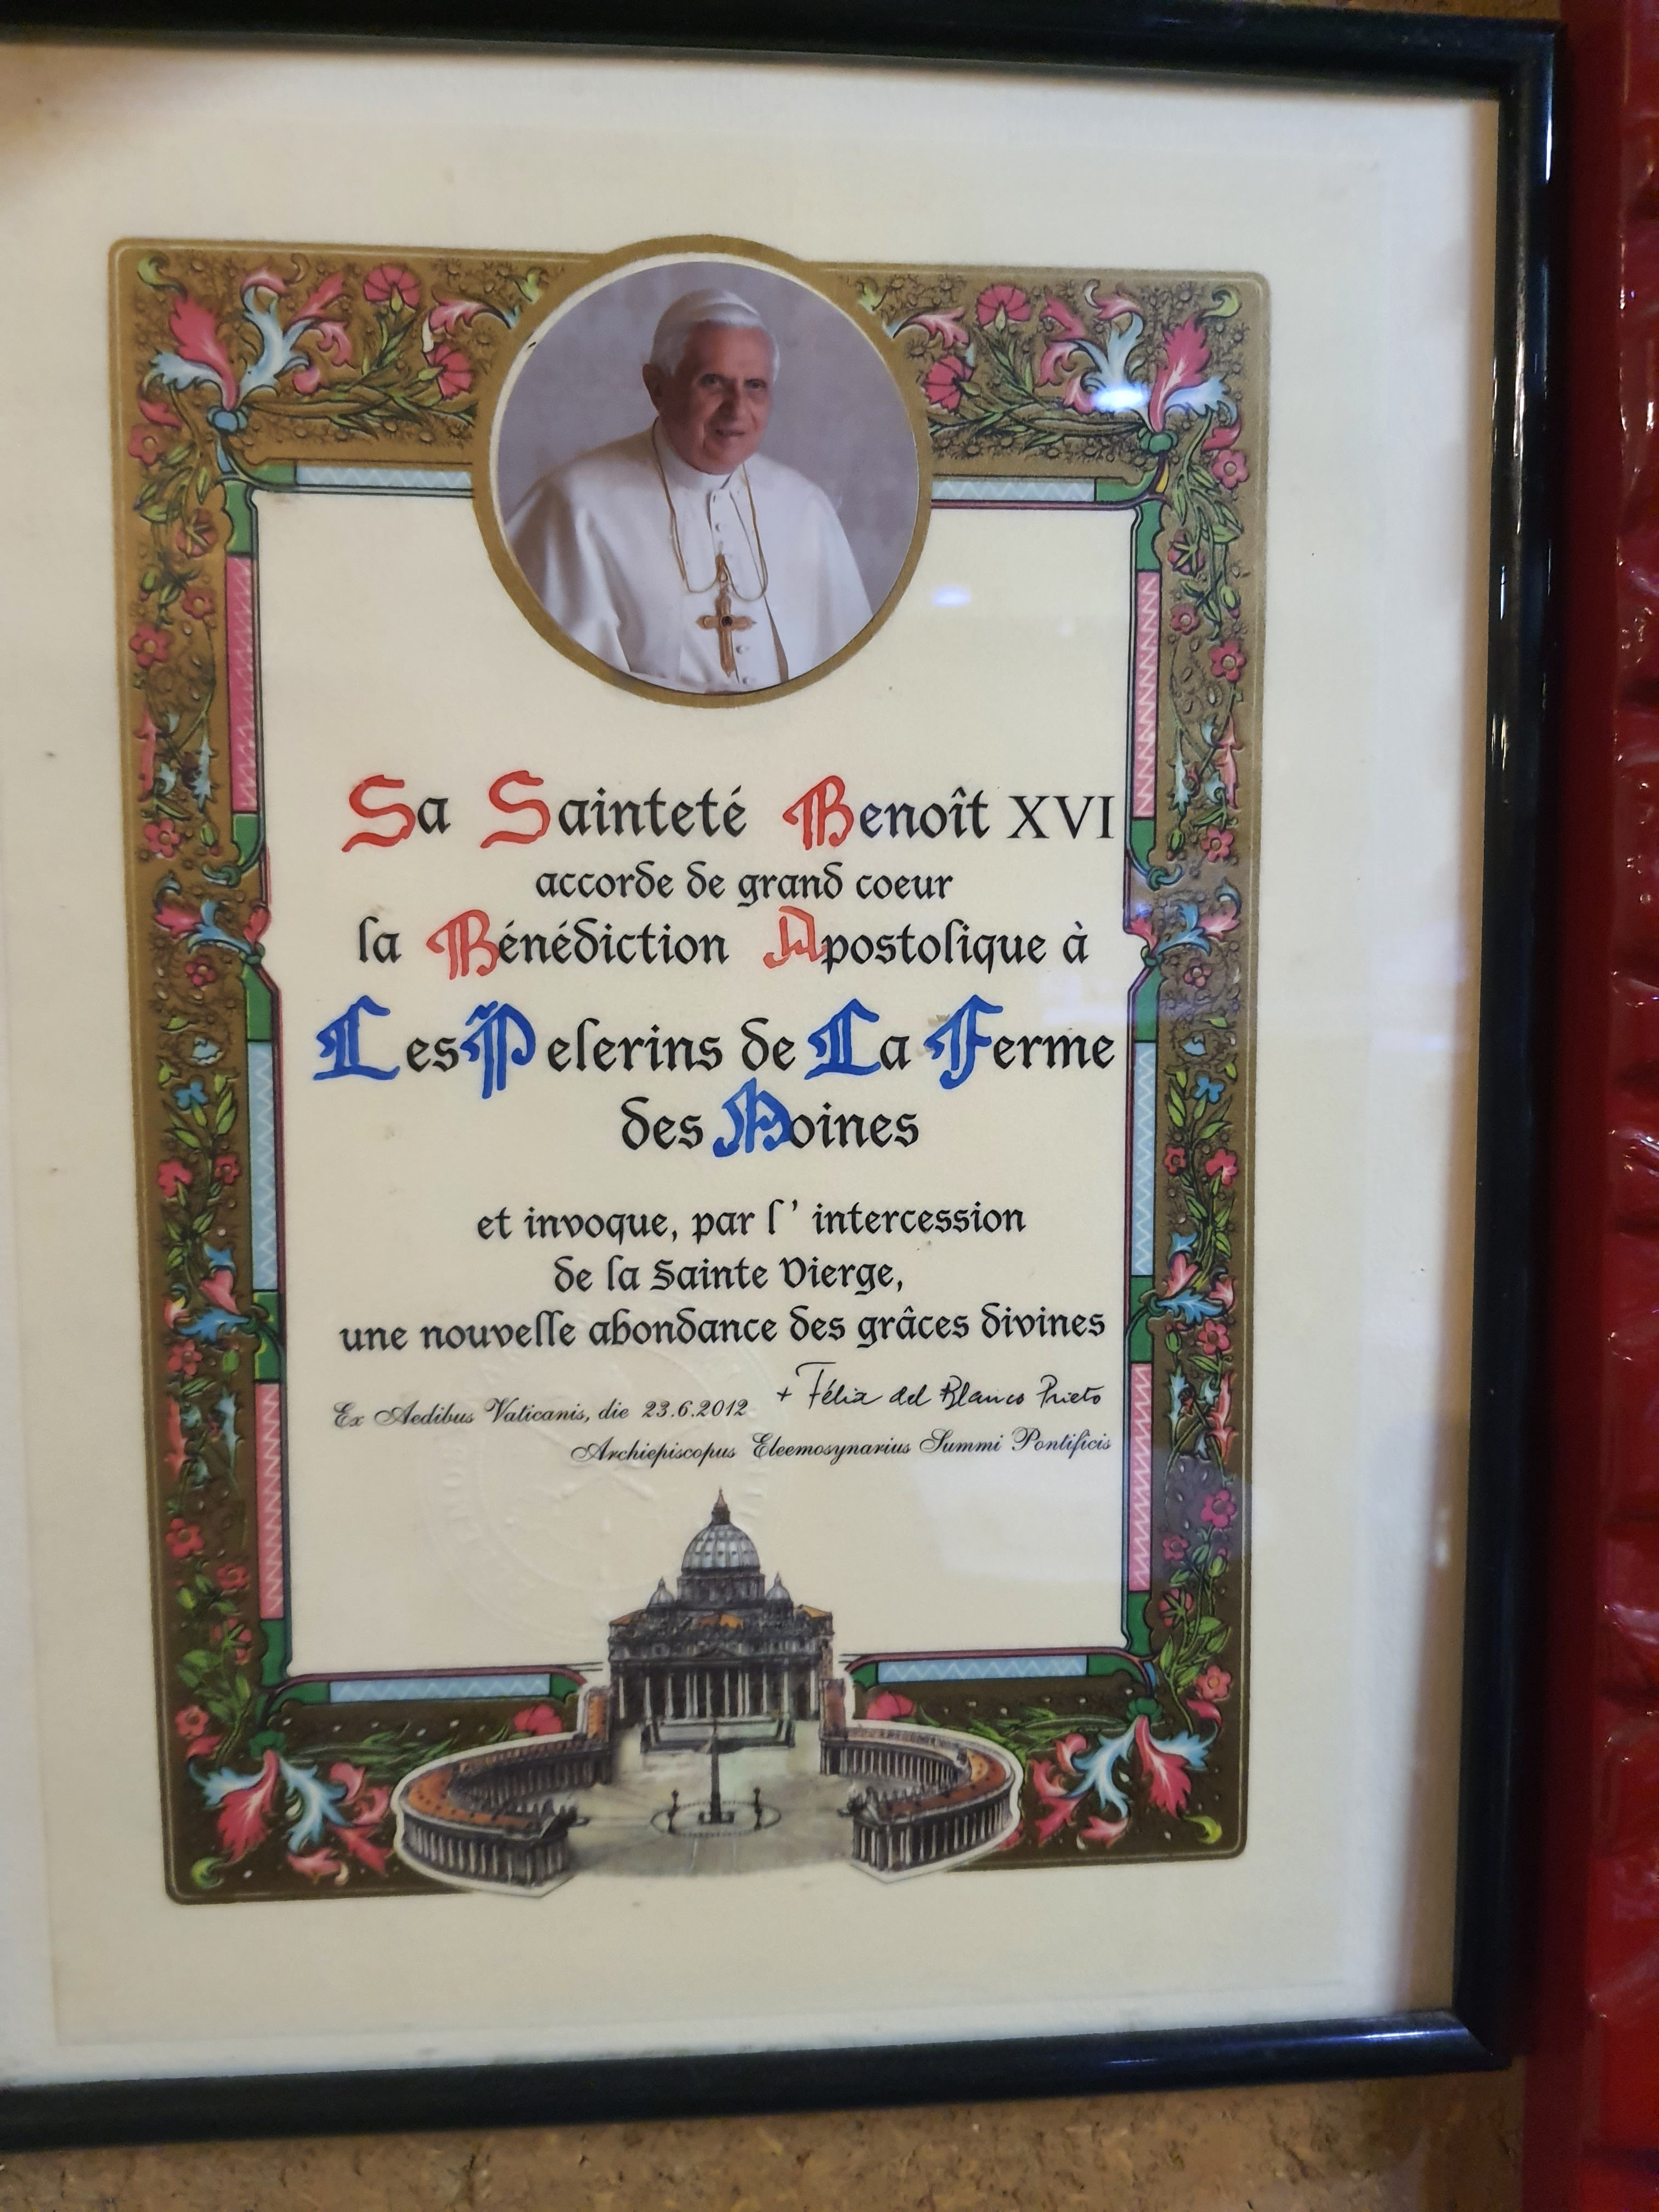 Sa Sainteté Benoît XVI
accorde de grand coeur
la Bénédiction Apostolique à
Les Pelerins de La Ferme
des Moines
et invoque, par l' intercession
de la Sainte Vierge,
une nouvelle abondance des grâces divines
Ex Aedibus Vaticanis, die 23.6.2012 + Félix del Blanco Prieto
Archiepiscopus Eleemosynarius Summi Pontificis